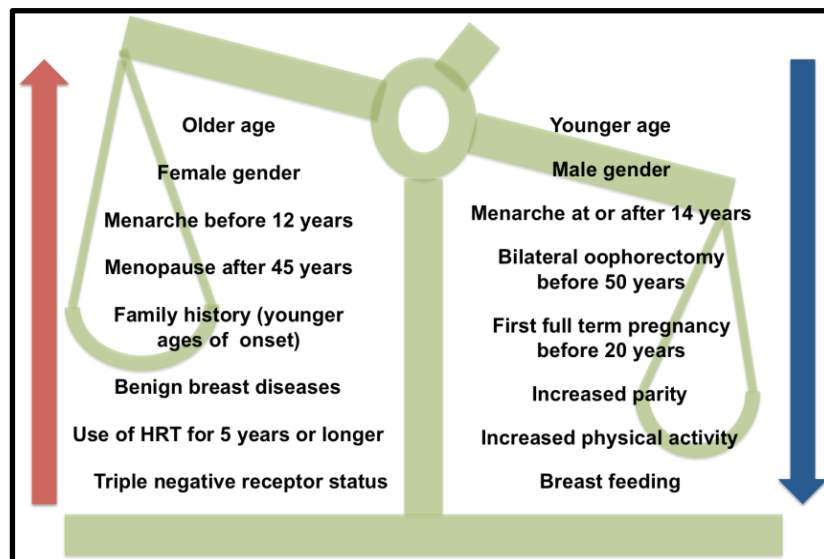 Older age
Female gender
Menarche before 12 years
Menopause after 45 years
Family history (younger
ages of onset)
Benign breast diseases
Use of HRT for 5 years or longer
Triple negative receptor status
Younger age
Male gender
Menarche at or after 14 years
Bilateral oophorectomy
before 50 years
First full term pregnancy
before 20 years
Increased parity
Increased physical activity
Breast feeding